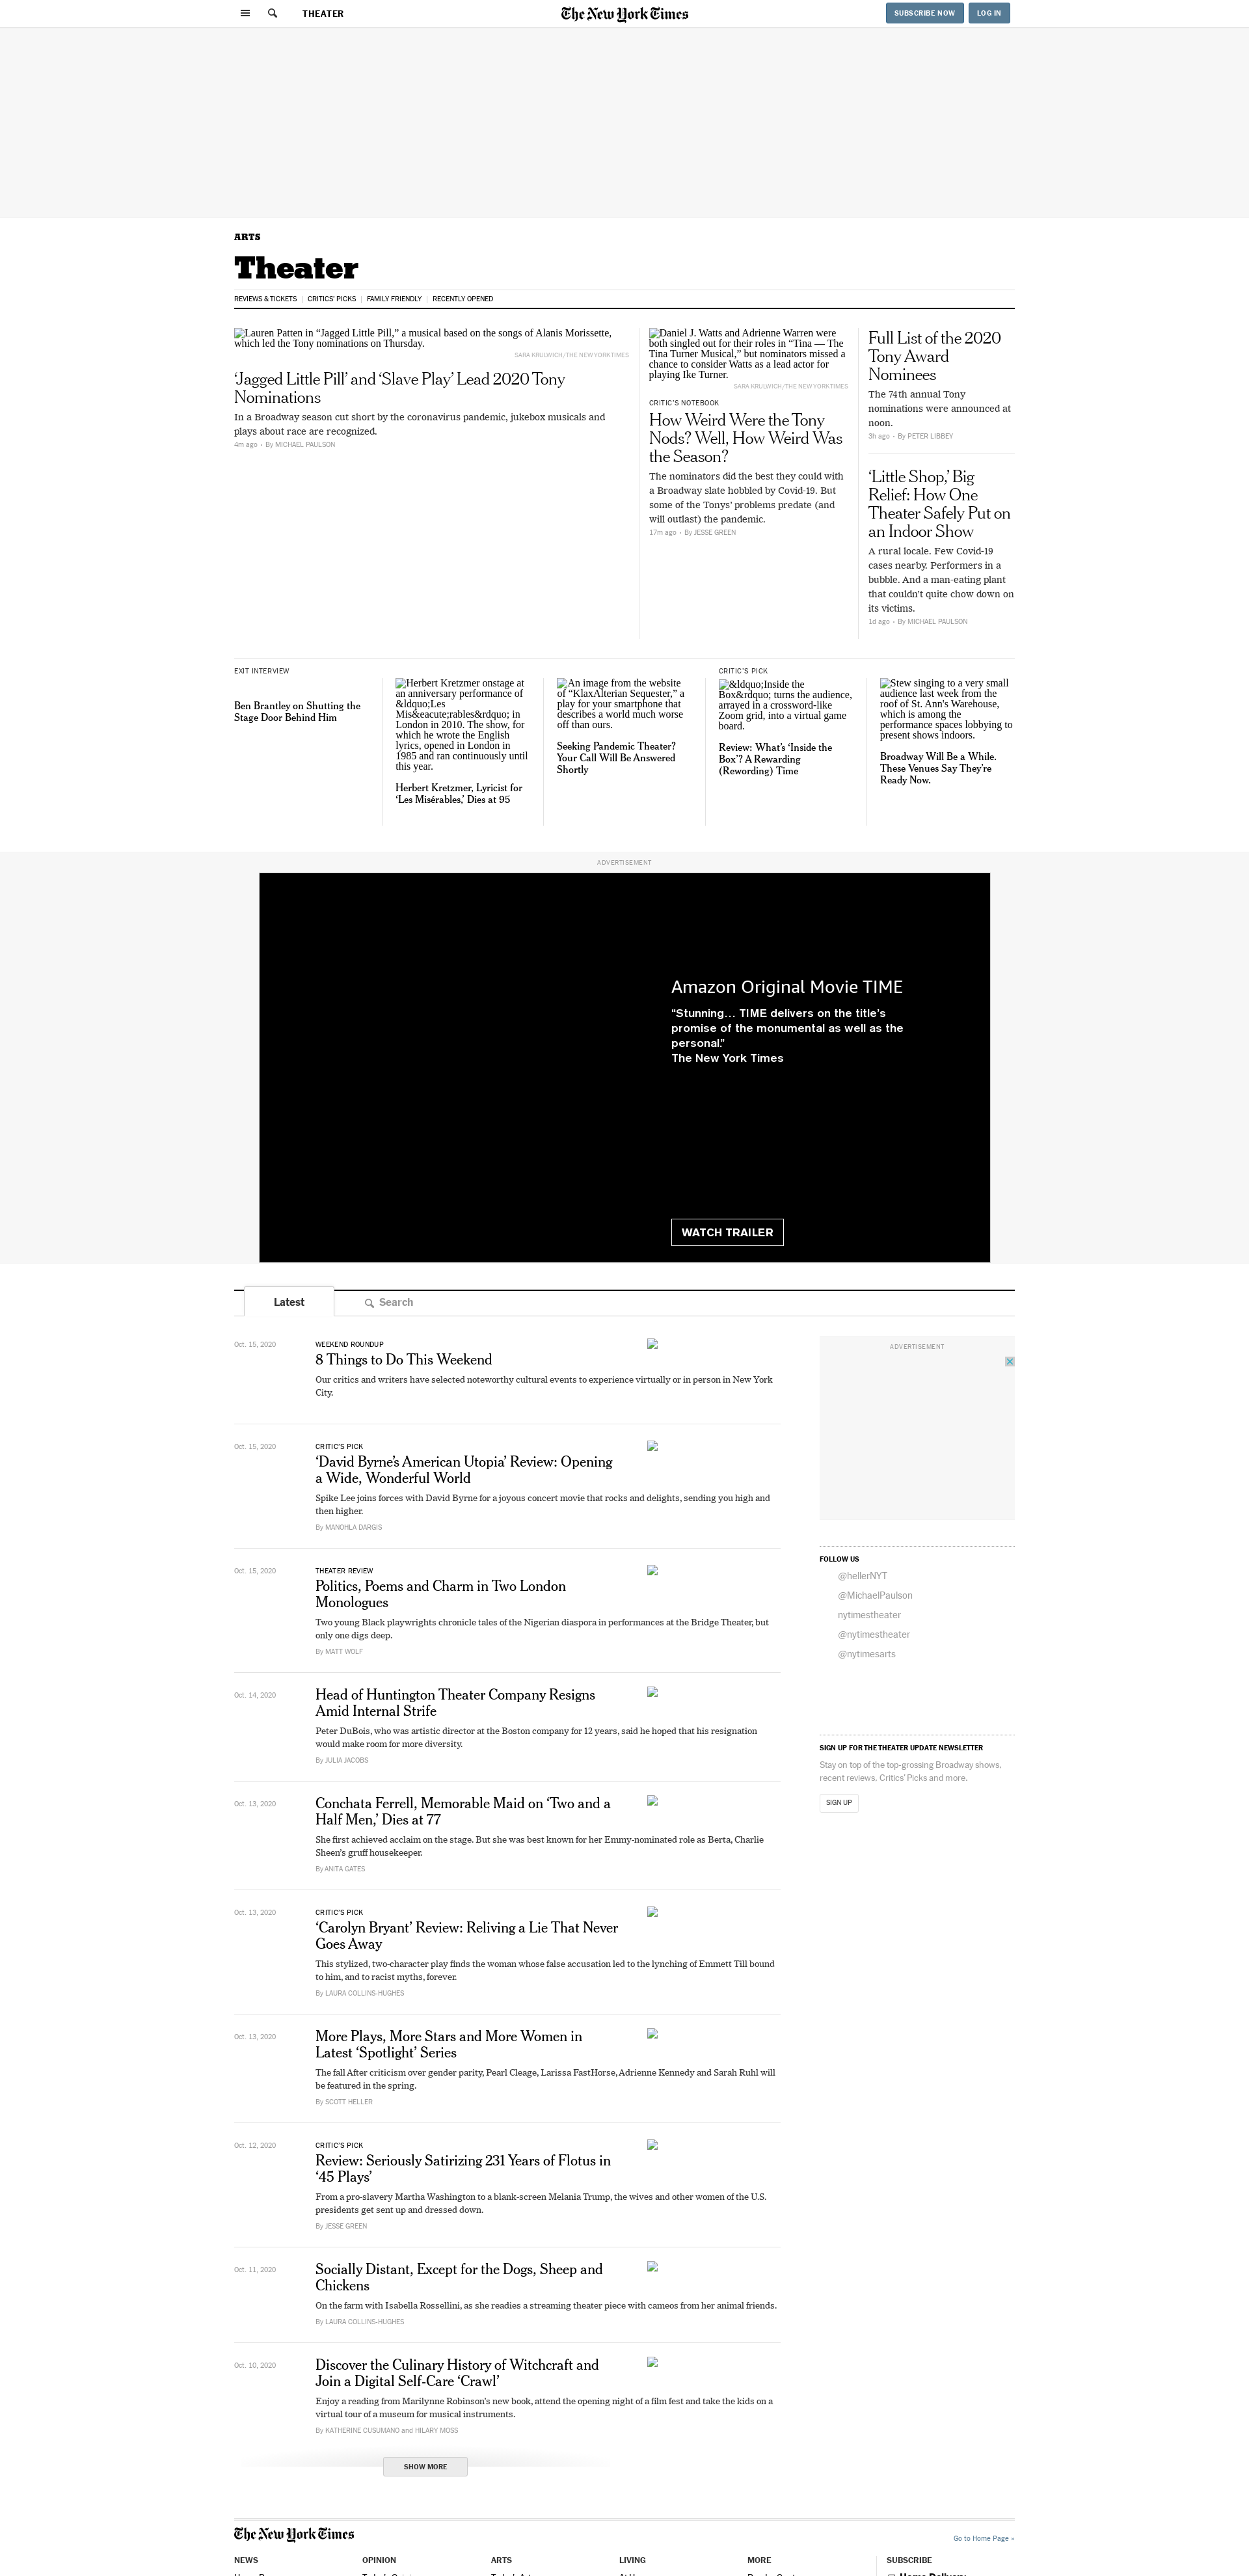 THEATER
The New York Times
SUBSCRIBE NOW
LOG IN
ARTS
Theater
REVIEWS & TICKETS
CRITICS' PICKS
FAMILY FRIENDLY
RECENTLY OPENED
Lauren Patten in “Jagged Little Pill,” a musical based on the songs of Alanis Morissette,
which led the Tony nominations on Thursday.
SARA KRULWICH/THE NEW YORK TIMES
‘Jagged Little Pill’ and ‘Slave Play’ Lead 2020 Tony
Nominations
In a Broadway season cut short by the coronavirus pandemic, jukebox musicals and
plays about race are recognized.
4m ago • By MICHAEL PAULSON
Daniel J. Watts and Adrienne Warren were
both singled out for their roles in “Tina — The
Tina Turner Musical,” but nominators missed a
chance to consider Watts as a lead actor for
playing Ike Turner.
SARA KRULWICH/THE NEW YORK TIMES
CRITIC’S NOTEBOOK
How Weird Were the Tony
Nods? Well, How Weird Was
the Season?
The nominators did the best they could with
a Broadway slate hobbled by Covid-19. But
some of the Tonys’ problems predate (and
will outlast) the pandemic.
17m ago • By JESSE GREEN
Full List of the 2020
Tony Award
Nominees
The 74th annual Tony
nominations were announced at
noon.
3h ago • By PETER LIBBEY
‘Little Shop,’ Big
Relief: How One
Theater Safely Put on
an Indoor Show
A rural locale. Few Covid-19
cases nearby. Performers in a
bubble. And a man-eating plant
that couldn’t quite chow down on
its victims.
1d ago • By MICHAEL PAULSON
EXIT INTERVIEW
Ben Brantley on Shutting the
Stage Door Behind Him
Herbert Kretzmer onstage at
an anniversary performance of
&ldquo;Les
Mis&eacute;rables&rdquo; in
London in 2010. The show, for
which he wrote the English
lyrics, opened in London in
1985 and ran continuously until
this year.
Herbert Kretzmer, Lyricist for
‘Les Misérables,’ Dies at 95
An image from the website
of “KlaxAlterian Sequester,” a
play for your smartphone that
describes a world much worse
off than ours.
Seeking Pandemic Theater?
Your Call Will Be Answered
Shortly
CRITIC’S PICK
&ldquo;Inside the
Box&rdquo; turns the audience,
arrayed in a crossword-like
Zoom grid, into a virtual game
board.
Review: What’s ‘Inside the
Box’? A Rewarding
(Rewording) Time
Stew singing to a very small
audience last week from the
roof of St. Ann's Warehouse,
which is among the
performance spaces lobbying to
present shows indoors.
Broadway Will Be a While.
These Venues Say They’re
Ready Now.
ADVERTISEMENT
Amazon Original Movie TIME
“Stunning… TIME delivers on the title’s
promise of the monumental as well as the
personal.”
The New York Times
WATCH TRAILER
Latest
Search
Oct. 15, 2020
WEEKEND ROUNDUP
8 Things to Do This Weekend
Our critics and writers have selected noteworthy cultural events to experience virtually or in person in New York
City.
Oct. 15, 2020
CRITIC’S PICK
‘David Byrne’s American Utopia’ Review: Opening
a Wide, Wonderful World
Spike Lee joins forces with David Byrne for a joyous concert movie that rocks and delights, sending you high and
then higher.
By MANOHLA DARGIS
Oct. 15, 2020
THEATER REVIEW
Politics, Poems and Charm in Two London
Monologues
Two young Black playwrights chronicle tales of the Nigerian diaspora in performances at the Bridge Theater, but
only one digs deep.
By MATT WOLF
Oct. 14, 2020
Head of Huntington Theater Company Resigns
Amid Internal Strife
Peter DuBois, who was artistic director at the Boston company for 12 years, said he hoped that his resignation
would make room for more diversity.
By JULIA JACOBS
Oct. 13, 2020
Conchata Ferrell, Memorable Maid on ‘Two and a
Half Men,’ Dies at 77
She first achieved acclaim on the stage. But she was best known for her Emmy-nominated role as Berta, Charlie
Sheen’s gruff housekeeper.
By ANITA GATES
Oct. 13, 2020
CRITIC’S PICK
‘Carolyn Bryant’ Review: Reliving a Lie That Never
Goes Away
This stylized, two-character play finds the woman whose false accusation led to the lynching of Emmett Till bound
to him, and to racist myths, forever.
By LAURA COLLINS-HUGHES
Oct. 13, 2020
More Plays, More Stars and More Women in
Latest ‘Spotlight’ Series
The fall After criticism over gender parity, Pearl Cleage, Larissa FastHorse, Adrienne Kennedy and Sarah Ruhl will
be featured in the spring.
By SCOTT HELLER
Oct. 12, 2020
CRITIC’S PICK
Review: Seriously Satirizing 231 Years of Flotus in
‘45 Plays’
From a pro-slavery Martha Washington to a blank-screen Melania Trump, the wives and other women of the U.S.
presidents get sent up and dressed down.
By JESSE GREEN
Oct. 11, 2020
Socially Distant, Except for the Dogs, Sheep and
Chickens
On the farm with Isabella Rossellini, as she readies a streaming theater piece with cameos from her animal friends.
By LAURA COLLINS-HUGHES
Oct. 10, 2020
Discover the Culinary History of Witchcraft and
Join a Digital Self-Care ‘Crawl’
Enjoy a reading from Marilynne Robinson’s new book, attend the opening night of a film fest and take the kids on a
virtual tour of a museum for musical instruments.
By KATHERINE CUSUMANO and HILARY MOSS
SHOW MORE
ADVERTISEMENT
FOLLOW US
@hellerNYT
@MichaelPaulson
nytimestheater
@nytimestheater
@nytimesarts
SIGN UP FOR THE THEATER UPDATE NEWSLETTER
Stay on top of the top-grossing Broadway shows,
recent reviews, Critics’ Picks and more.
SIGN UP
The New York Times
Go to Home Page »
NEWS
OPINION
ARTS
LIVING
MORE
SUBSCRIBE